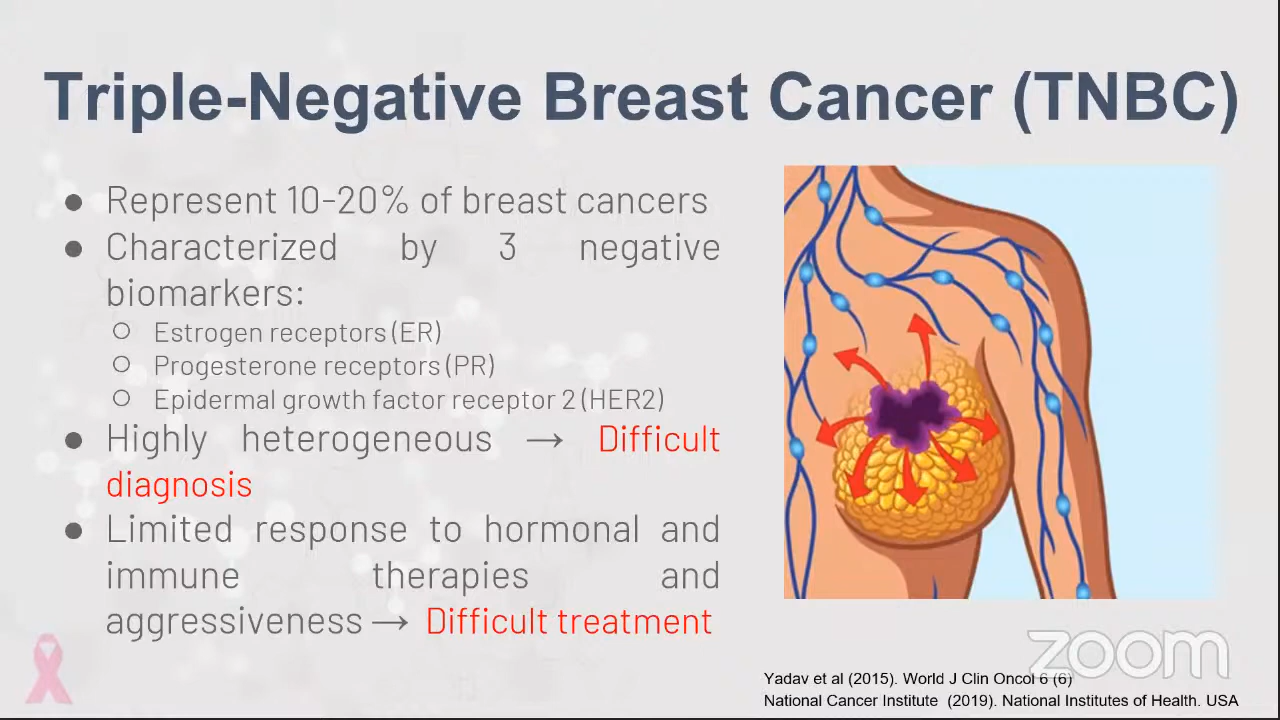 Triple-Negative Breast Cancer (TNBC)
● Represent 10-20% of breast cancers
● Characterized by 3 negative
biomarkers:
○ Estrogen receptors (ER)
○ Progesterone receptors (PR)
○ Epidermal growth factor receptor 2 (HER2)
● Highly heterogeneous → Difficult
diagnosis
● Limited response to hormonal and
immune therapies and
aggressiveness → Difficult treatment
zoom
Yadav et al (2015). World J Clin Oncol 6 (6)
National Cancer Institute (2019). National Institutes of Health. USA